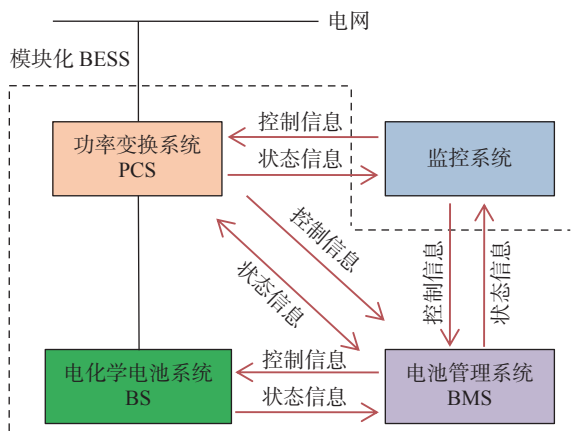 电网
模块化 BESS
控制信息
功率变换系统
PCS
状态信息
监控系统
控制信息
状态信息
控制信息
状态信息
电化学电池系统
BS
控制信息
状态信息
电池管理系统
BMS